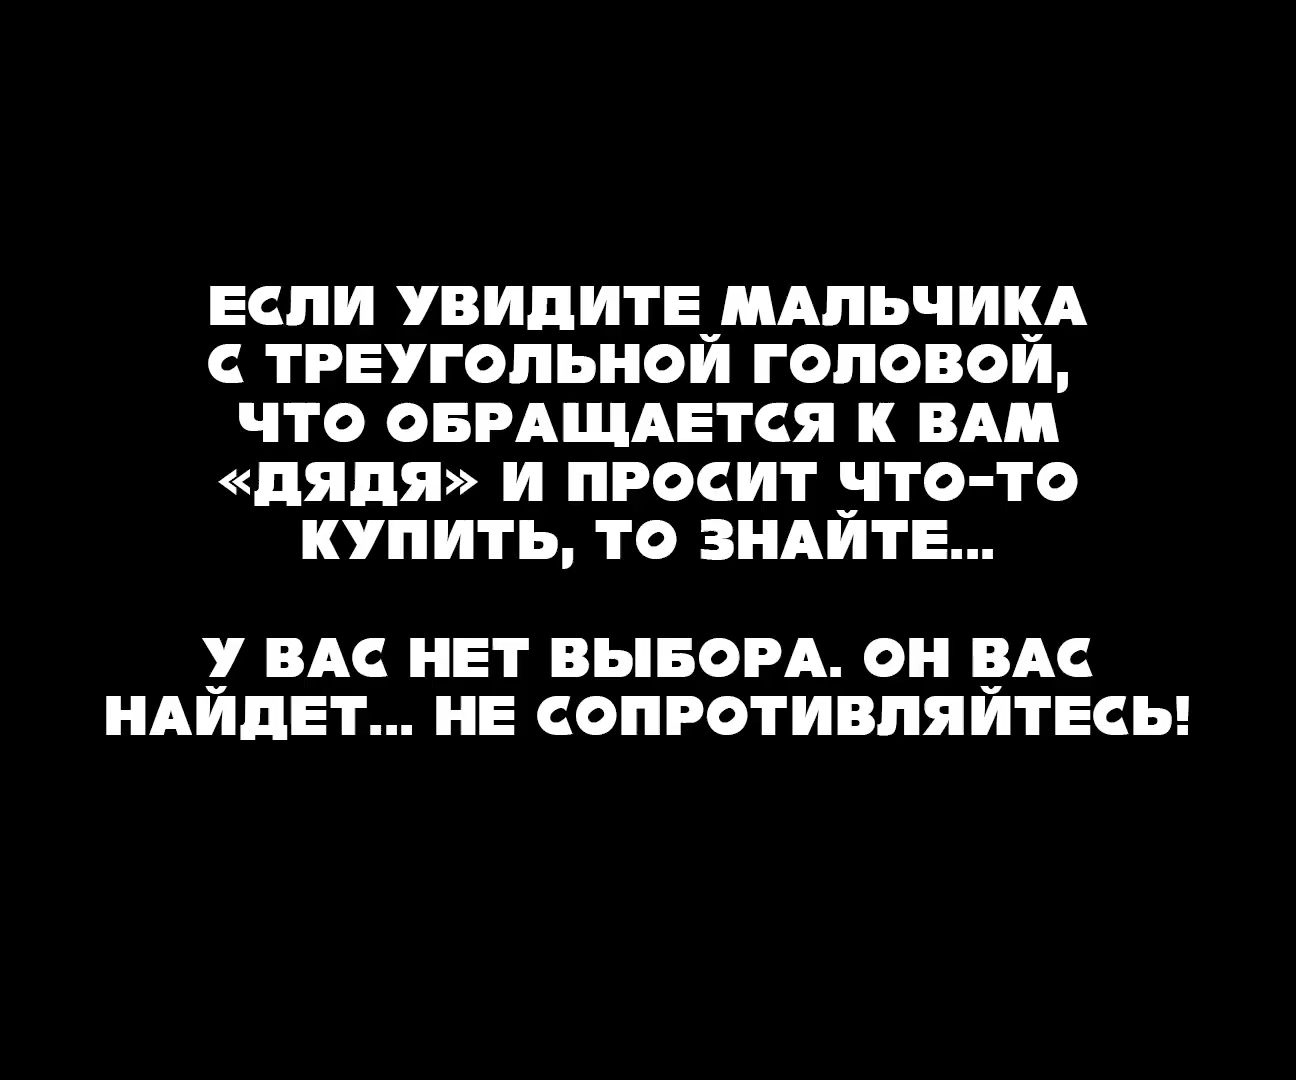 ЕСЛИ УВИДИТЕ МАЛЬЧИКА
С ТРЕУГОЛЬНОЙ ГОЛОВОЙ,
ЧТО ОБРАЩАЕТСЯ К ВАМ
«ДЯДЯ» И ПРОСИТ ЧТО-ТО
КУПИТЬ, ТО ЗНАЙТЕ...
У ВАС НЕТ ВЫБОРА. ОН ВАС
НАЙДЕТ... НЕ СОПРОТИВЛЯЙТЕСЬ!